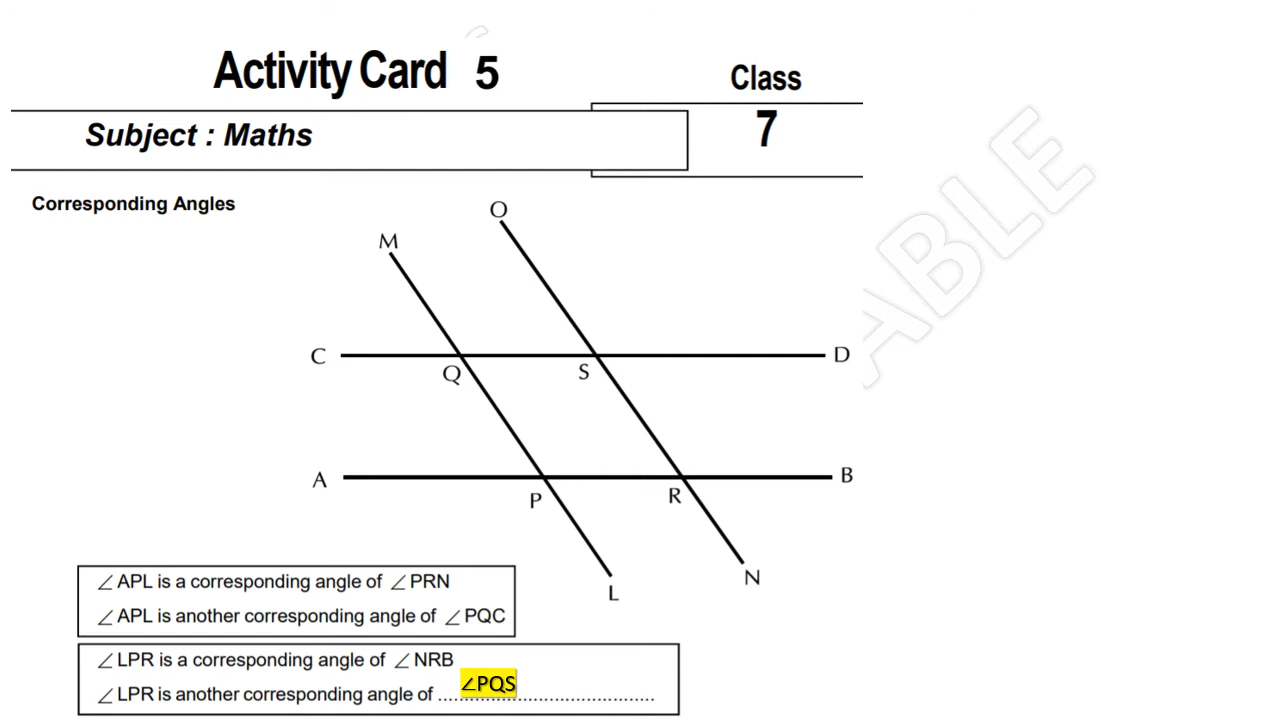 Activity Card 5
Class
7
Subject : Maths
Corresponding Angles
O
M
C
D
Q
S
A
B
P
R
L
N
∠APL is a corresponding angle of ∠PRN
∠APL is another corresponding angle of ∠PQC
∠LPR is a corresponding angle of ∠NRB
∠LPR is another corresponding angle of ∠PQS
ABLE